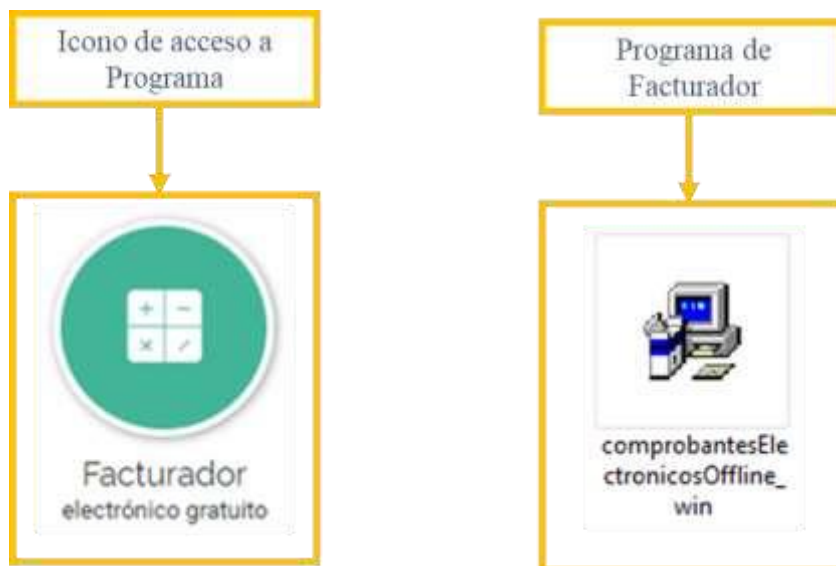 Icono de acceso a
Programa
Programa de
Facturador
Facturador
electrónico gratuito
comprobantesEle
ctronicosOffline_
win